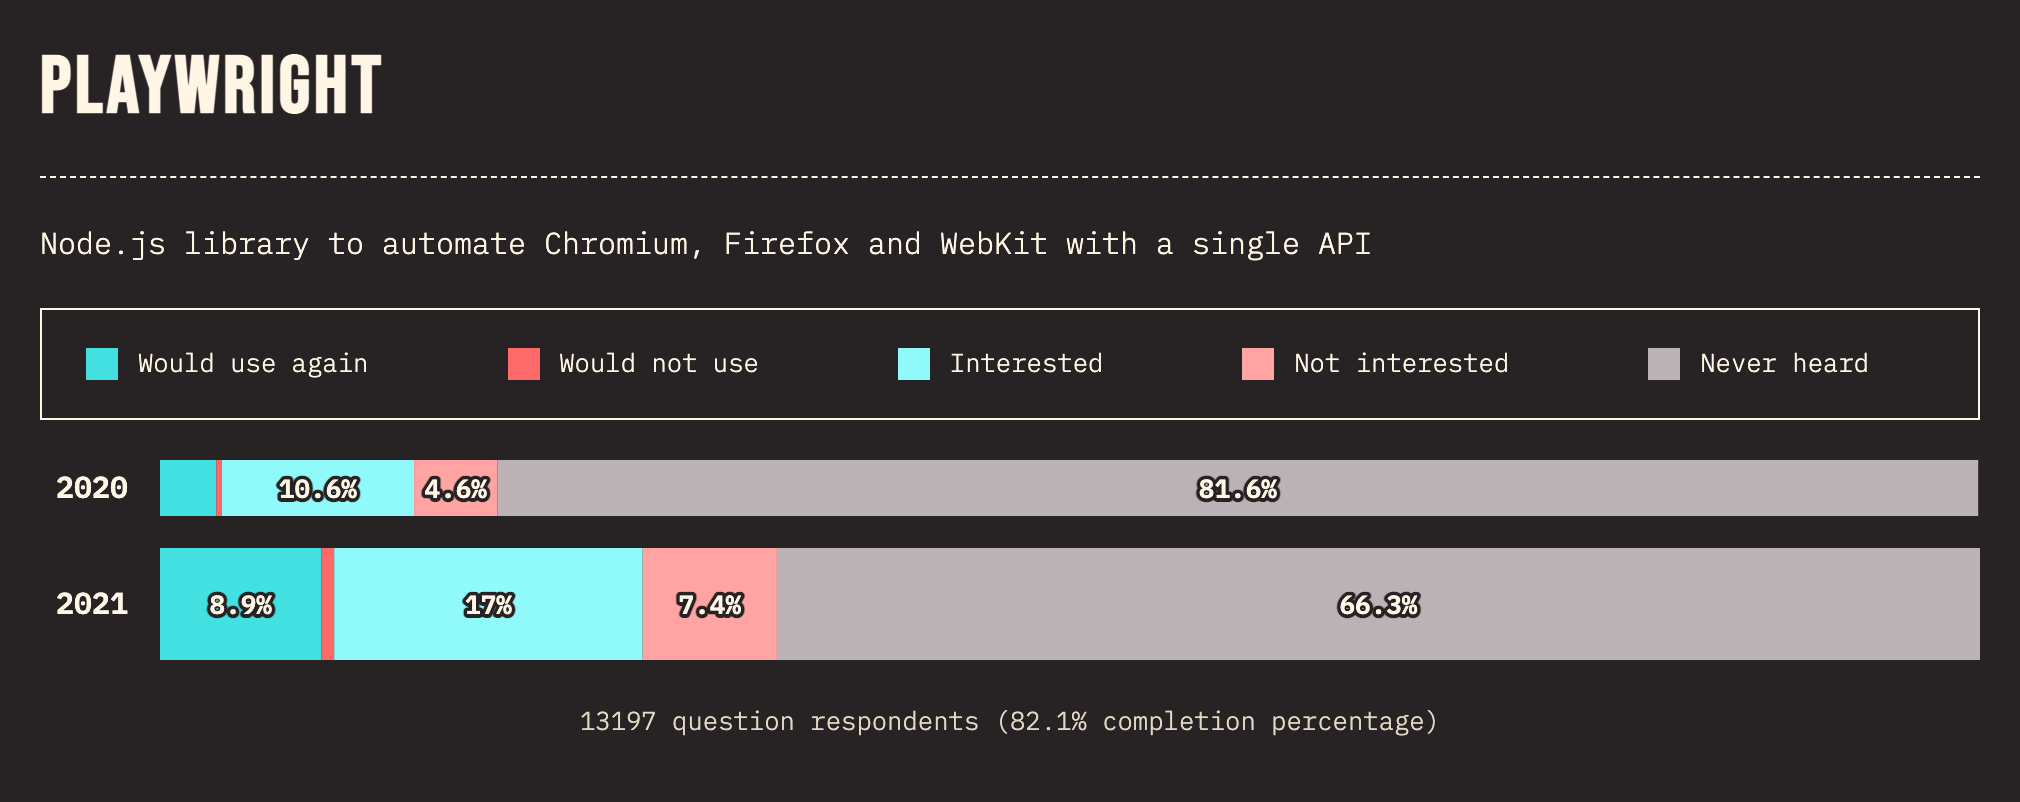 PLAYWRIGHT
Node.js library to automate Chromium, Firefox and WebKit with a single API
Would use again Would not use Interested Not interested Never heard
2020 10.6% 4.6% 81.6%
2021 8.9% 17% 7.4% 66.3%
13197 question respondents (82.1% completion percentage)